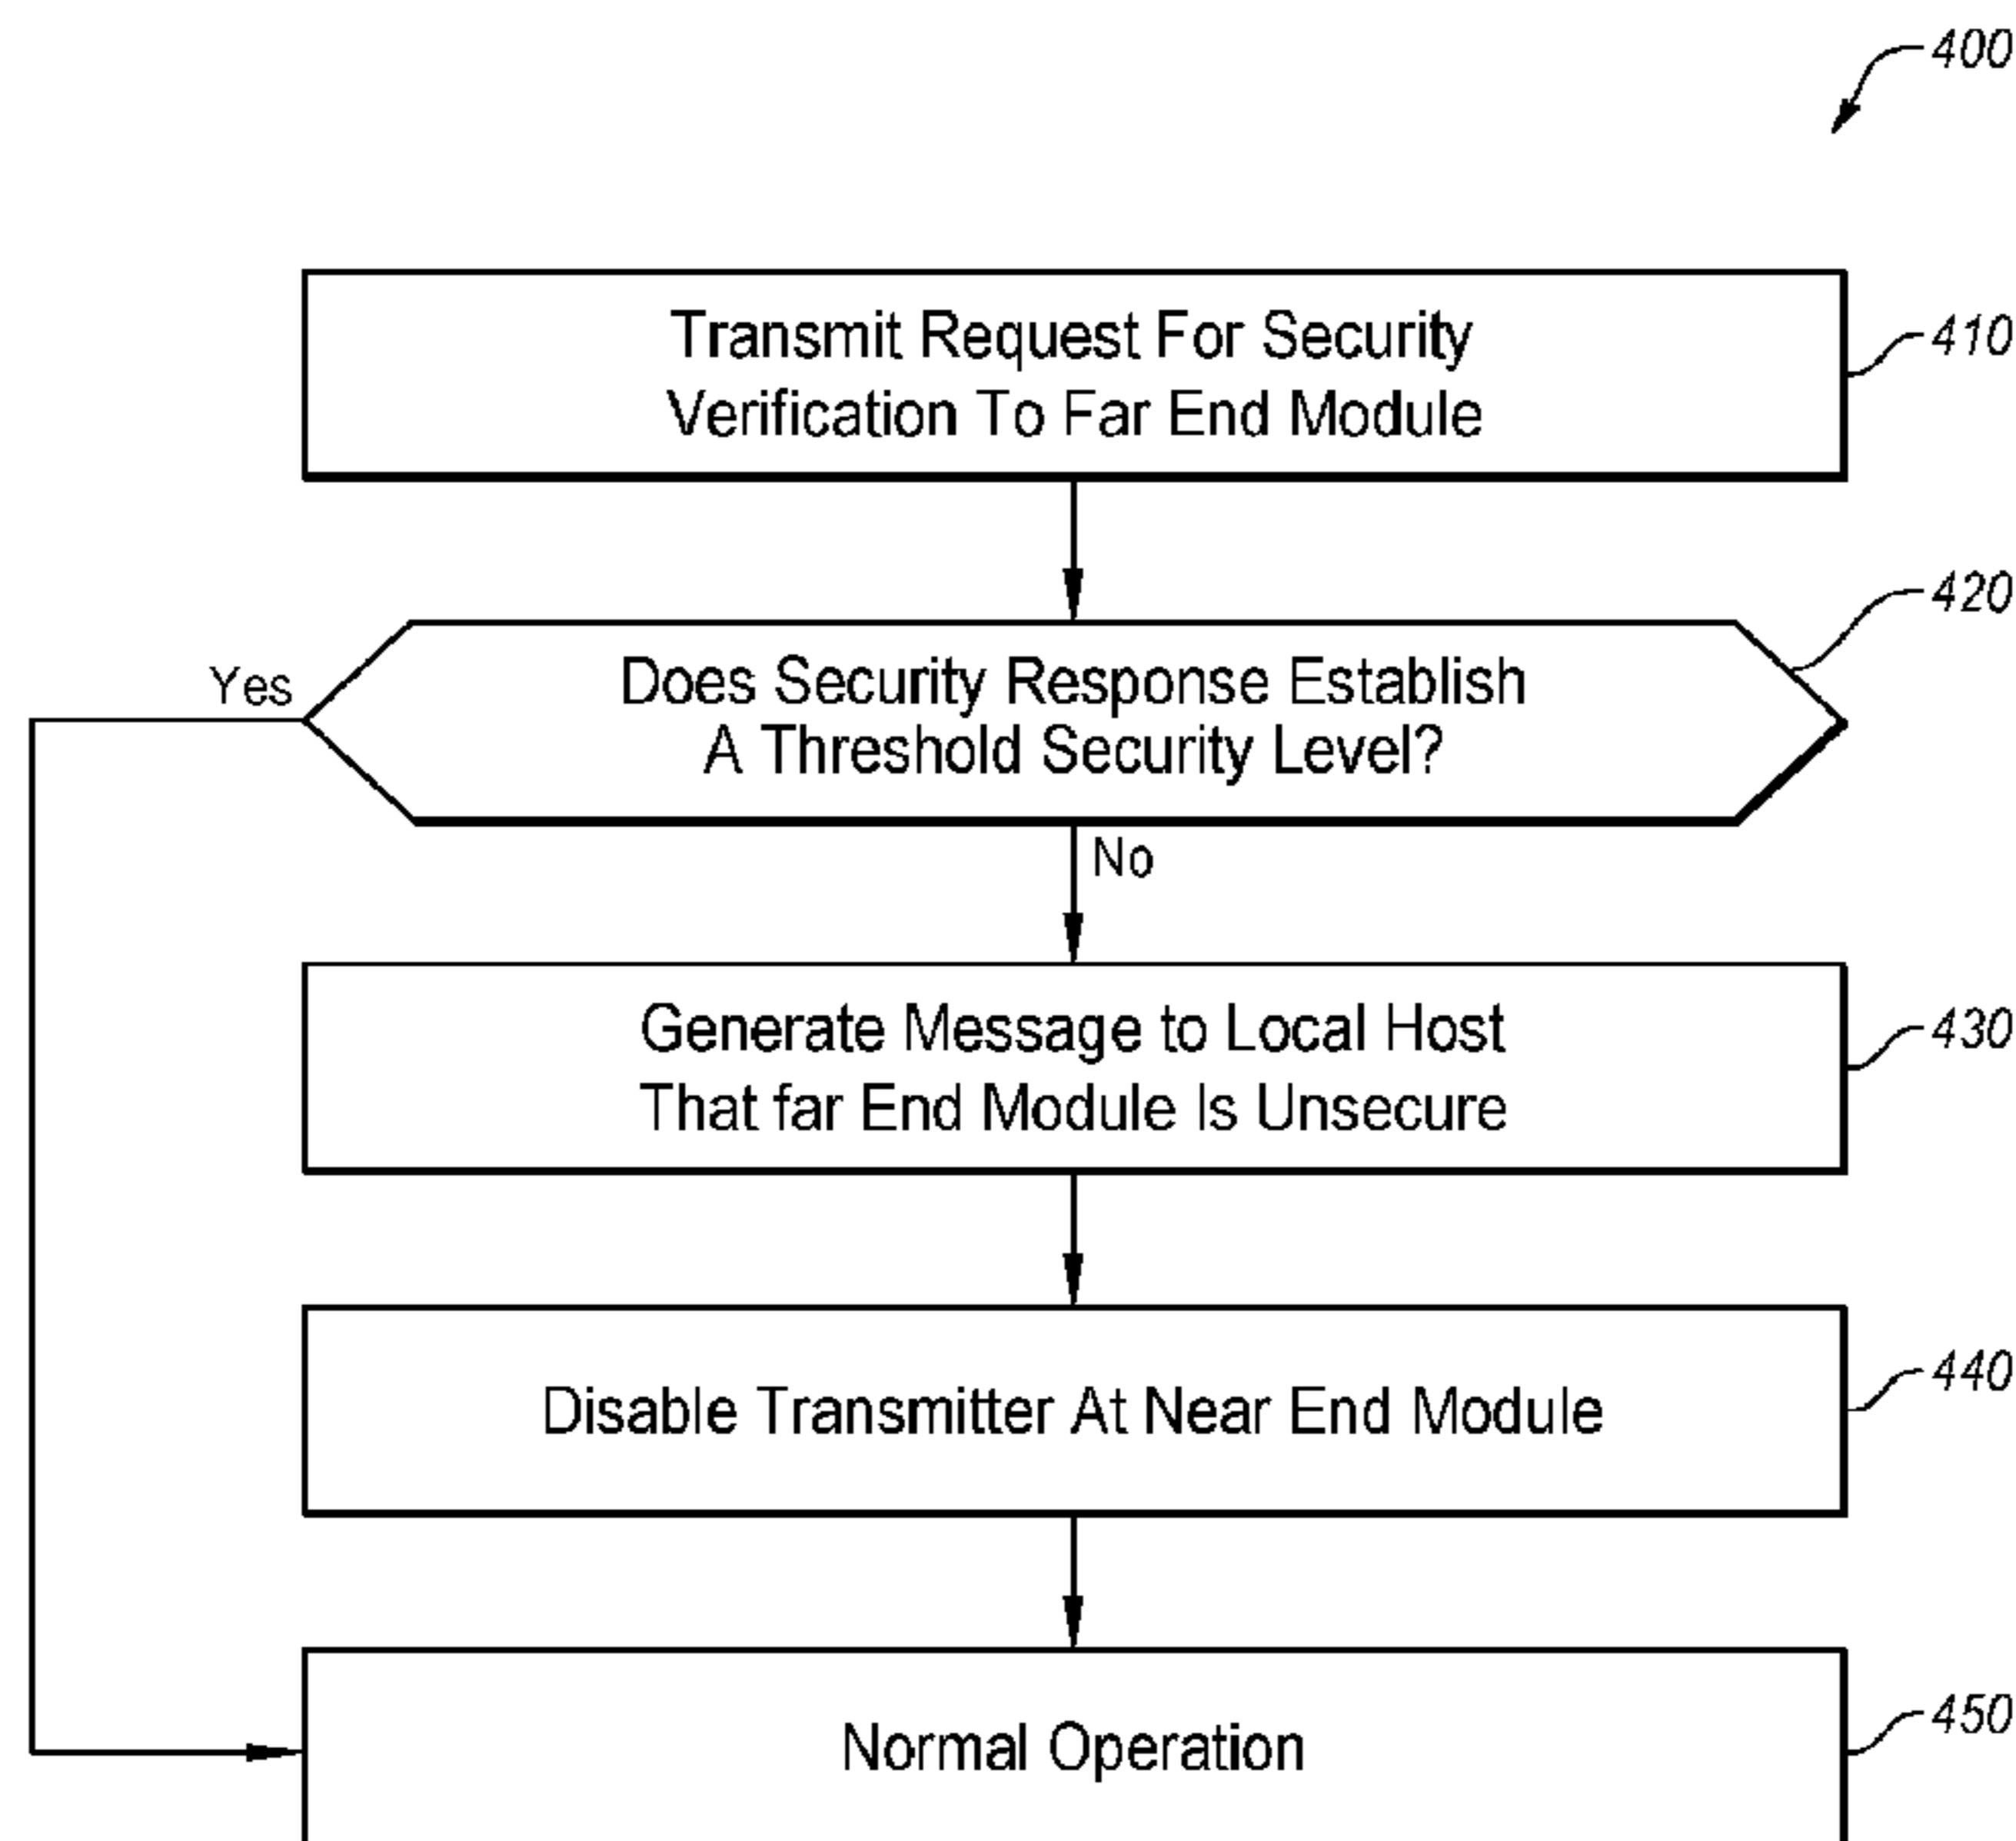 400
Transmit Request For Security
Verification To Far End Module
410
420
Yes
Does Security Response Establish
A Threshold Security Level?
No
Generate Message to Local Host
That far End Module Is Unsecure
430
Disable Transmitter At Near End Module
440
Normal Operation
450